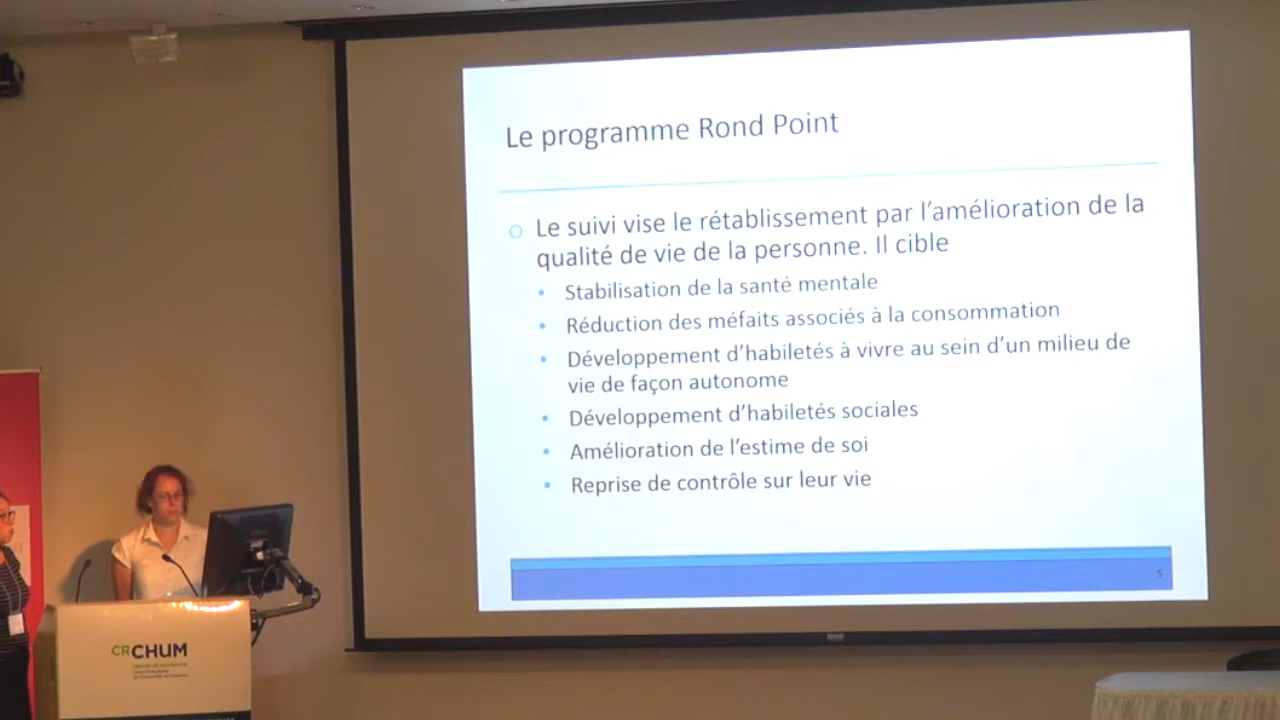 Le programme Rond Point
Le suivi vise le rétablissement par l'amélioration de la
qualité de vie de la personne. Il cible
Stabilisation de la santé mentale
Réduction des méfaits associés à la consommation
Développement d'habiletés à vivre au sein d'un milieu de
vie de façon autonome
Développement d'habiletés sociales
Amélioration de l'estime de soi
Reprise de contrôle sur leur vie
5
CRCHUM